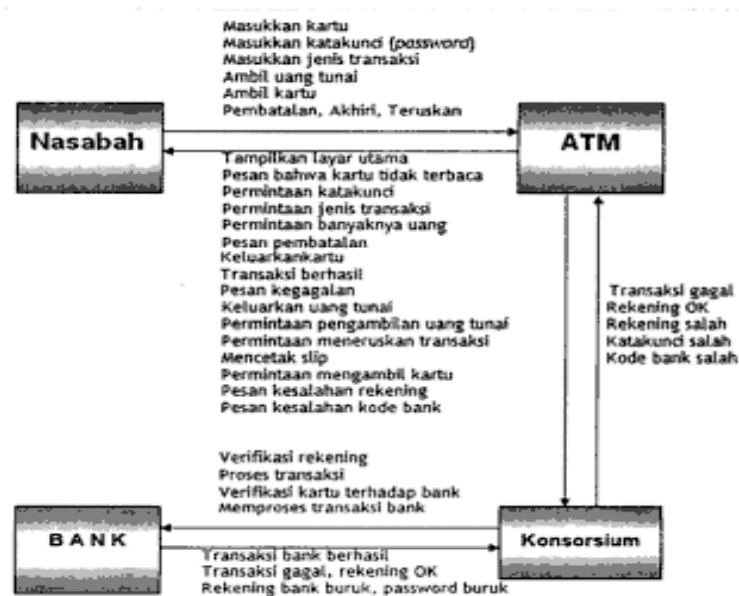 Masukkan kartu
Masukkan katakunci (password)
Masukkan jenis transaksi
Ambil uang tunai
Ambil kartu
Pembatalan, Akhiri, Teruskan
Nasabah
ATM
Tampilkan layar utama
Pesan bahwa kartu tidak terbaca
Permintaan katakunci
Permintaan jenis transaksi
Permintaan banyaknya uang
Pesan pembatalan
Keluarkankartu
Transaksi berhasil
Pesan kegagalan
Keluarkan uang tunai
Permintaan pengambilan uang tunai
Permintaan meneruskan transaksi
Mencetak slip
Permintaan mengambil kartu
Pesan kesalahan rekening
Pesan kesalahan kode bank
Transaksi gagal
Rekening OK
Rekening salah
Katakunci salah
Kode bank salah
Verifikasi rekening
Proses transaksi
Verifikasi kartu terhadap bank
Memproses transaksi bank
B A N K
Konsorsium
Transaksi bank berhasil
Transaksi gagal, rekening OK
Rekening bank buruk, password buruk